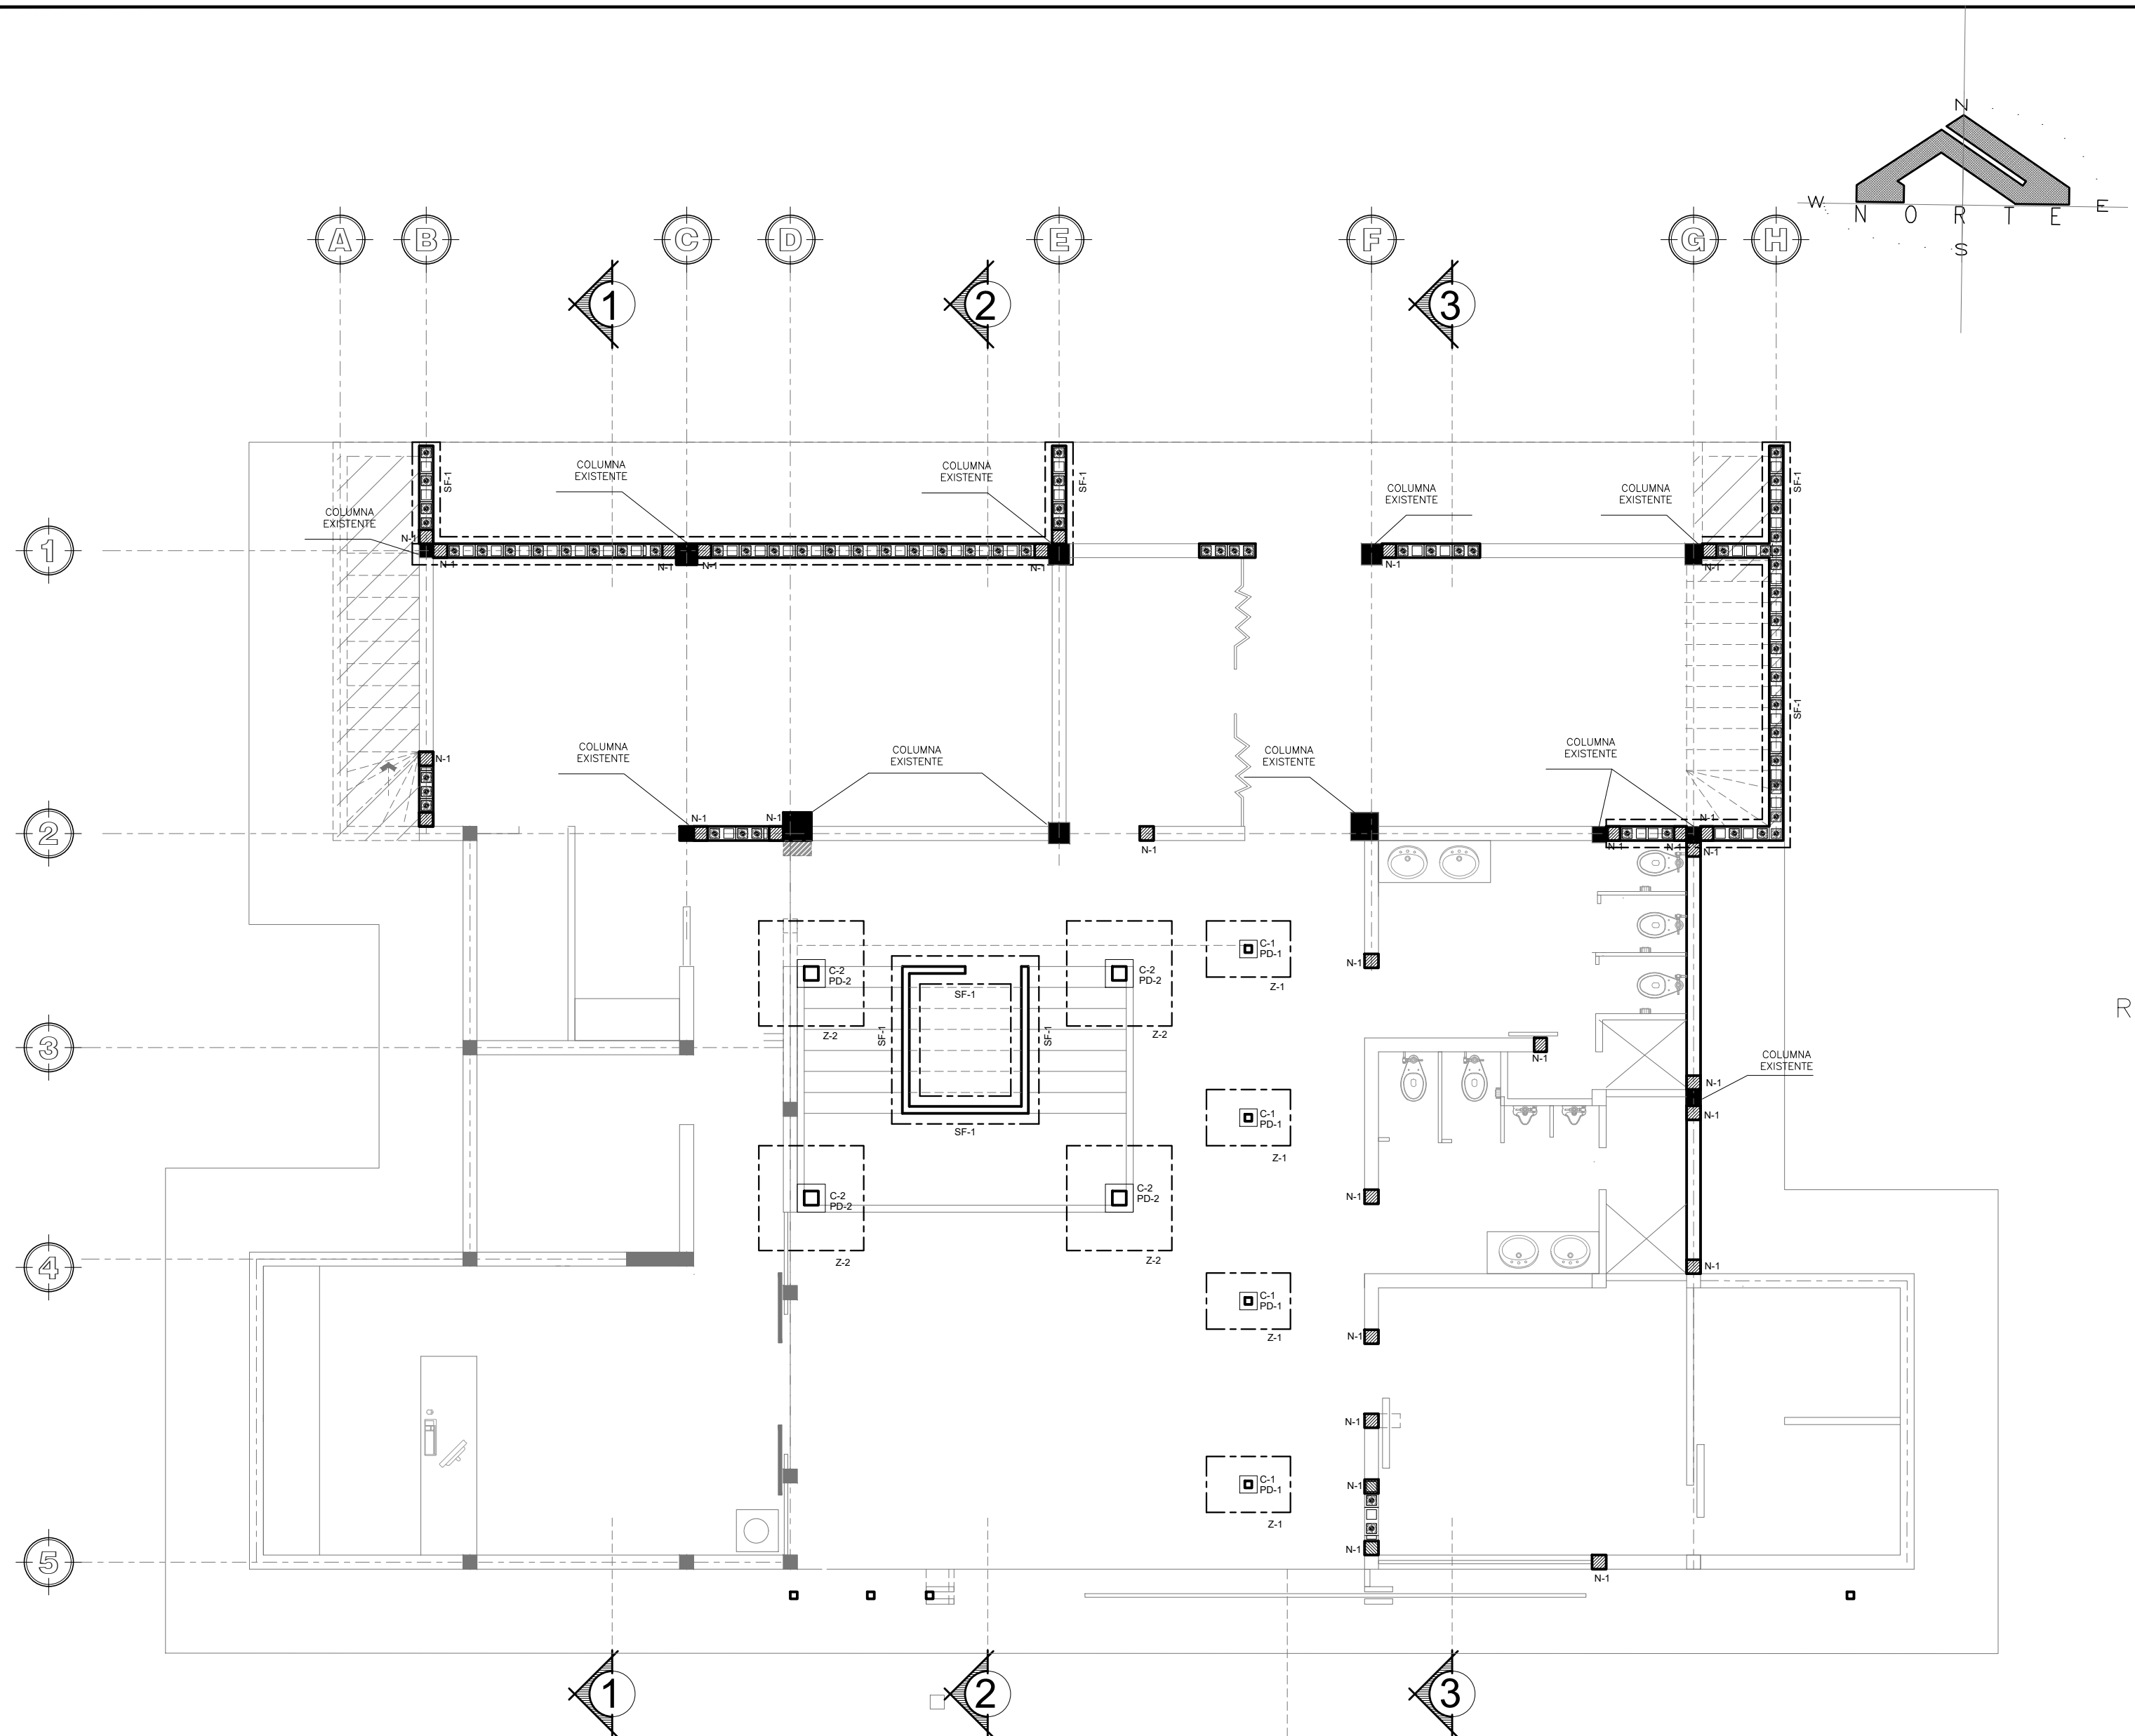 N
W
E
N O R T E
S
A
B
C
D
E
F
G
H
1
2
3
COLUMNA
EXISTENTE
COLUMNA
EXISTENTE
COLUMNA
EXISTENTE
COLUMNA
EXISTENTE
COLUMNA
EXISTENTE
SF-1
SF-1
SF-1
1
N-1
N-1
N-1
N-1
N-1
N-1
N-1
SF-1
COLUMNA
EXISTENTE
COLUMNA
EXISTENTE
COLUMNA
EXISTENTE
COLUMNA
EXISTENTE
N-1
2
N-1
N-1
N-1
N-1
N-1
N-1
N-1
C-2
PD-2
Z-2
C-2
PD-2
Z-2
C-1
PD-1
Z-1
N-1
SF-1
SF-1
SF-1
SF-1
R
3
N-1
COLUMNA
EXISTENTE
N-1
N-1
C-1
PD-1
Z-1
C-2
PD-2
Z-2
C-2
PD-2
Z-2
N-1
4
N-1
C-1
PD-1
Z-1
N-1
N-1
C-1
PD-1
Z-1
N-1
N-1
5
N-1
1
2
3